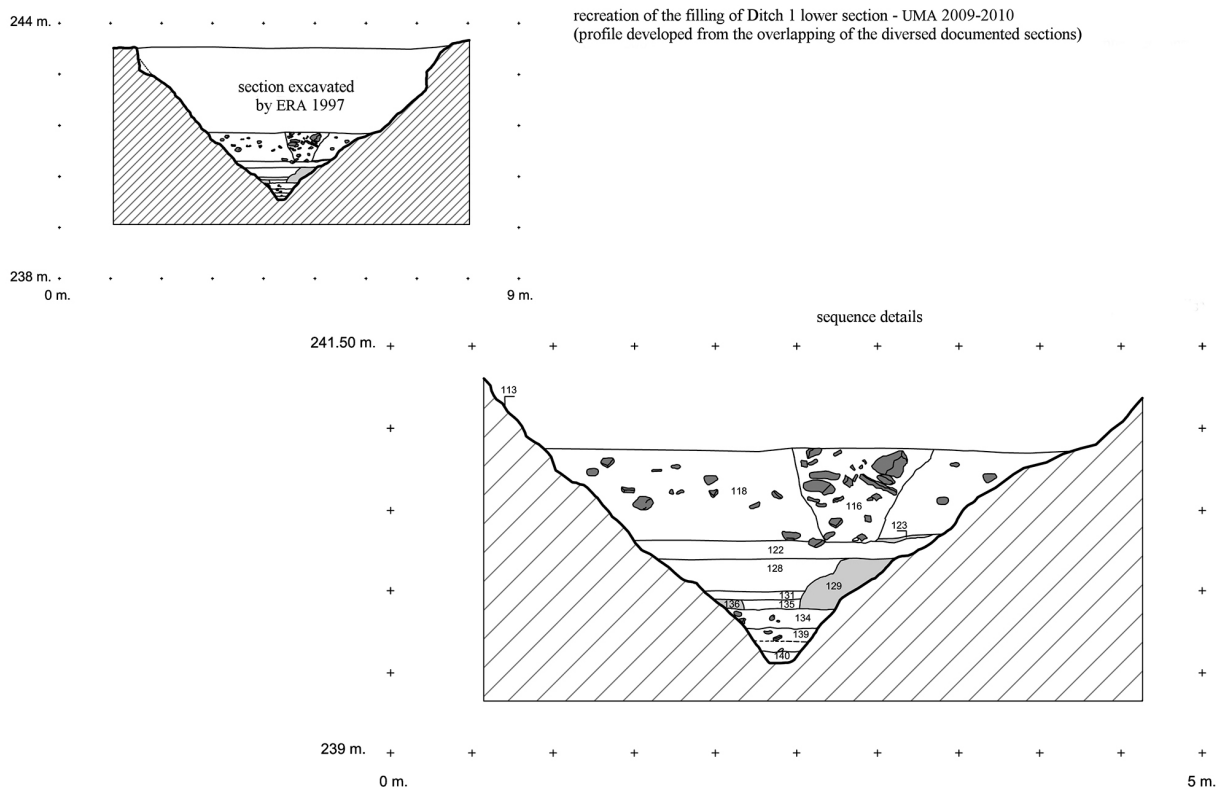 244 m.
recreation of the filling of Ditch 1 lower section - UMA 2009-2010
(profile developed from the overlapping of the diversed documented sections)
section excavated
by ERA 1997
238 m.
0 m.
9 m.
sequence details
241.50 m.
113
118
116
123
122
128
129
131
136
135
134
139
140
239 m.
0 m.
5 m.